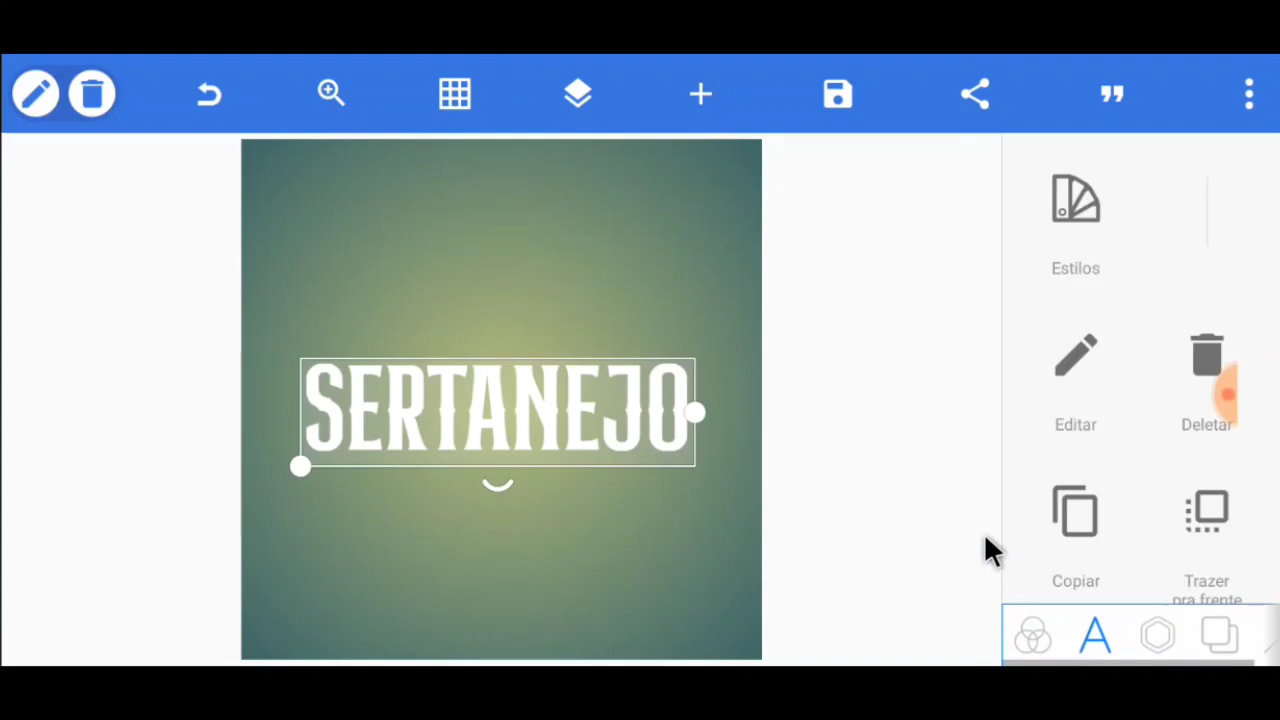 Estilos
SERTANEJO
Editar
Deletar
Copiar
Trazer
pra frente